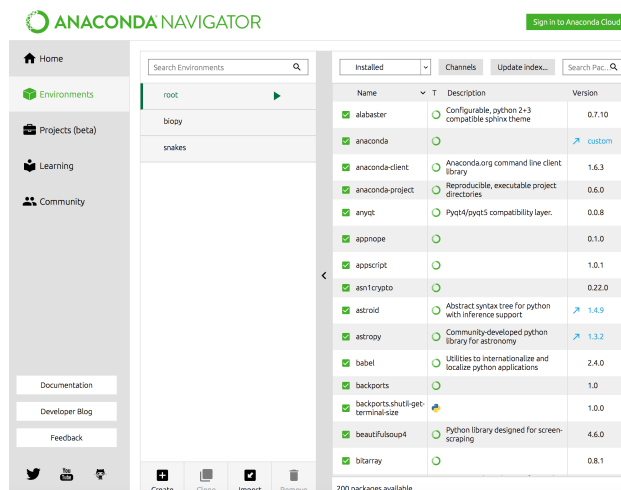 ANACONDA NAVIGATOR
Sign in to Anaconda Cloud
Home
Environments
Projects (beta)
Learning
Community
Documentation
Developer Blog
Feedback
You
Tube
Search Environments
root
biopy
snakes
Create
Clone
Import
Remove
Installed
Channels
Update index...
Search Pac...
Name T Description Version
alabaster Configurable, python 2+3 compatible sphinx theme 0.7.10
anaconda custom
anaconda-client Anaconda.org command line client library 1.6.3
anaconda-project Reproducible, executable project directories 0.6.0
anyqt Pyqt4/pyqt5 compatibility layer. 0.0.8
appnope 0.1.0
appscript 1.0.1
asn1crypto 0.22.0
astroid Abstract syntax tree for python with inference support 1.4.9
astropy Community-developed python library for astronomy 1.3.2
babel Utilities to internationalize and localize python applications 2.4.0
backports 1.0
backports.shutil-get-terminal-size 1.0.0
beautifulsoup4 Python library designed for screen-scraping 4.6.0
bitarray 0.8.1
200 packages available